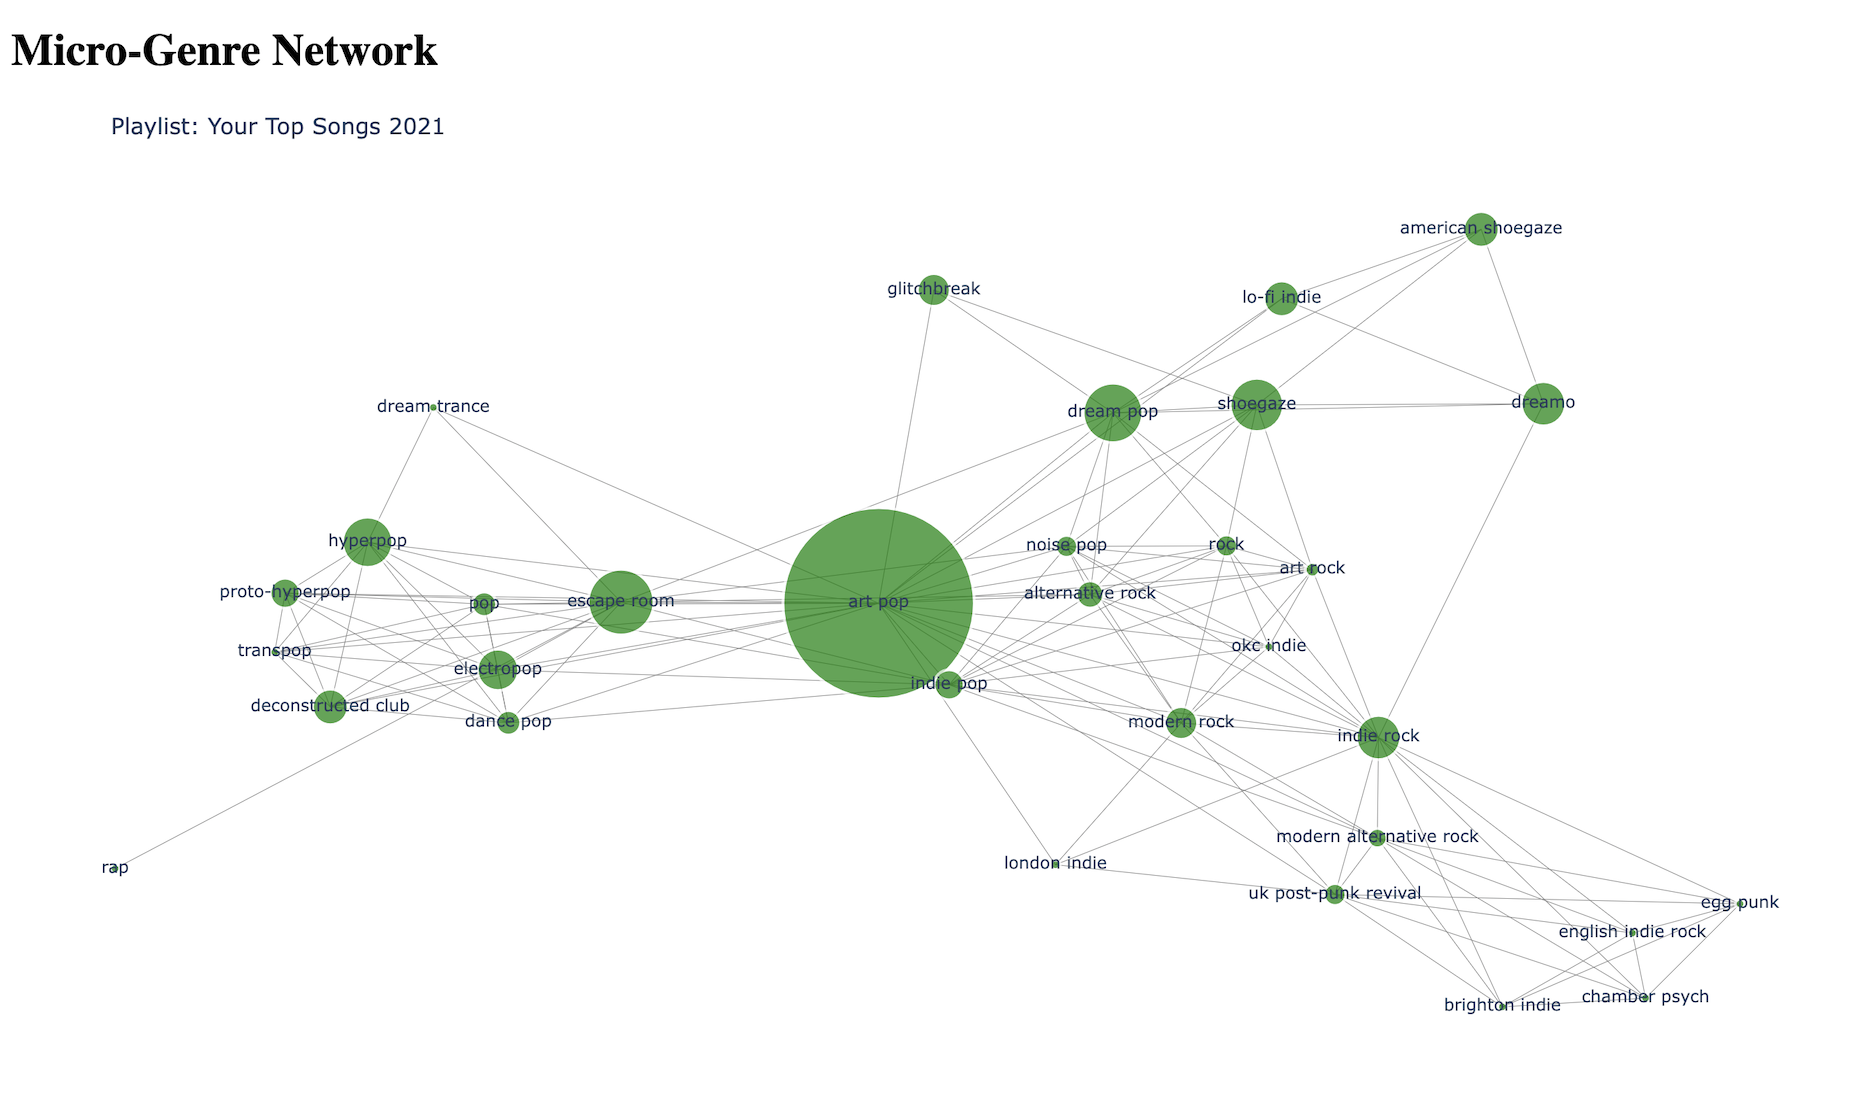 Micro-Genre Network
Playlist: Your Top Songs 2021
american shoegaze
glitchbreak
lo-fi indie
dream trance
dream pop
shoegaze
dreamo
hyperpop
noise pop
rock
art rock
proto-hyperpop
pop
escape room
art pop
alternative rock
transpop
okc indie
electropop
indie pop
deconstructed club
dance pop
modern rock
indie rock
modern alternative rock
rap
london indie
uk post-punk revival
egg punk
english indie rock
brighton indie
chamber psych